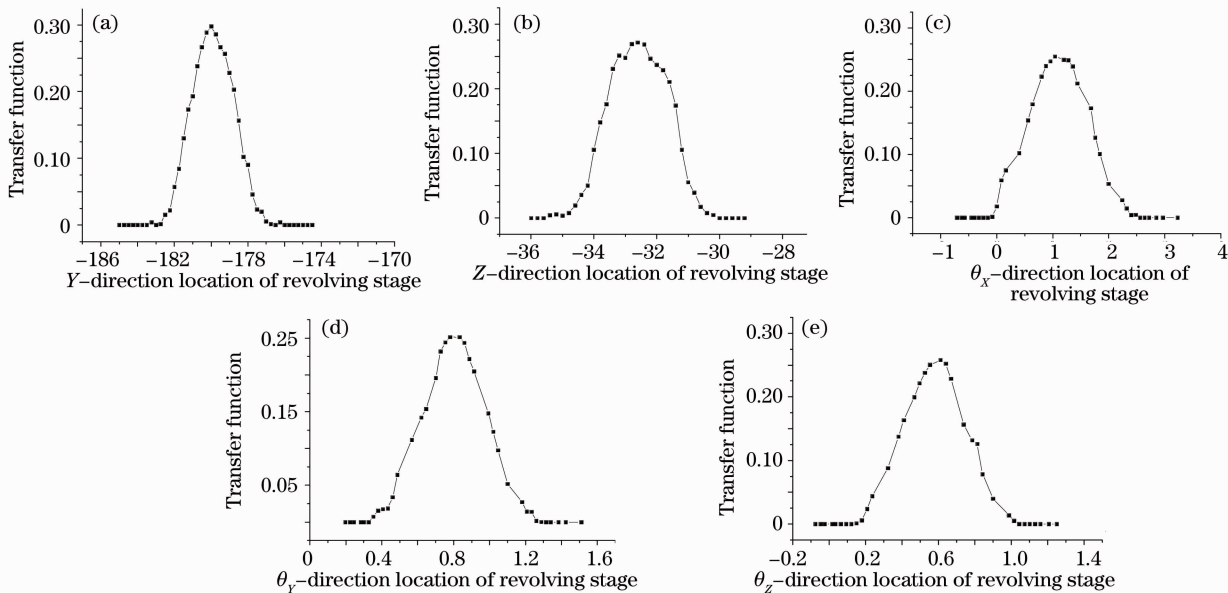 (a)
Transfer function
0.30
0.20
0.10
0
−186
−182
−178
−174
−170
Y−direction location of revolving stage
(b)
Transfer function
0.30
0.20
0.10
0
−36
−34
−32
−30
−28
Z−direction location of revolving stage
(c)
Transfer function
0.30
0.20
0.10
0
−1
0
1
2
3
4
θX−direction location of
revolving stage
(d)
Transfer function
0.25
0.15
0.05
0
0.4
0.8
1.2
1.6
θY−direction location of revolving stage
(e)
Transfer function
0.30
0.20
0.10
0
−0.2
0.2
0.6
1.0
1.4
θZ−direction location of revolving stage